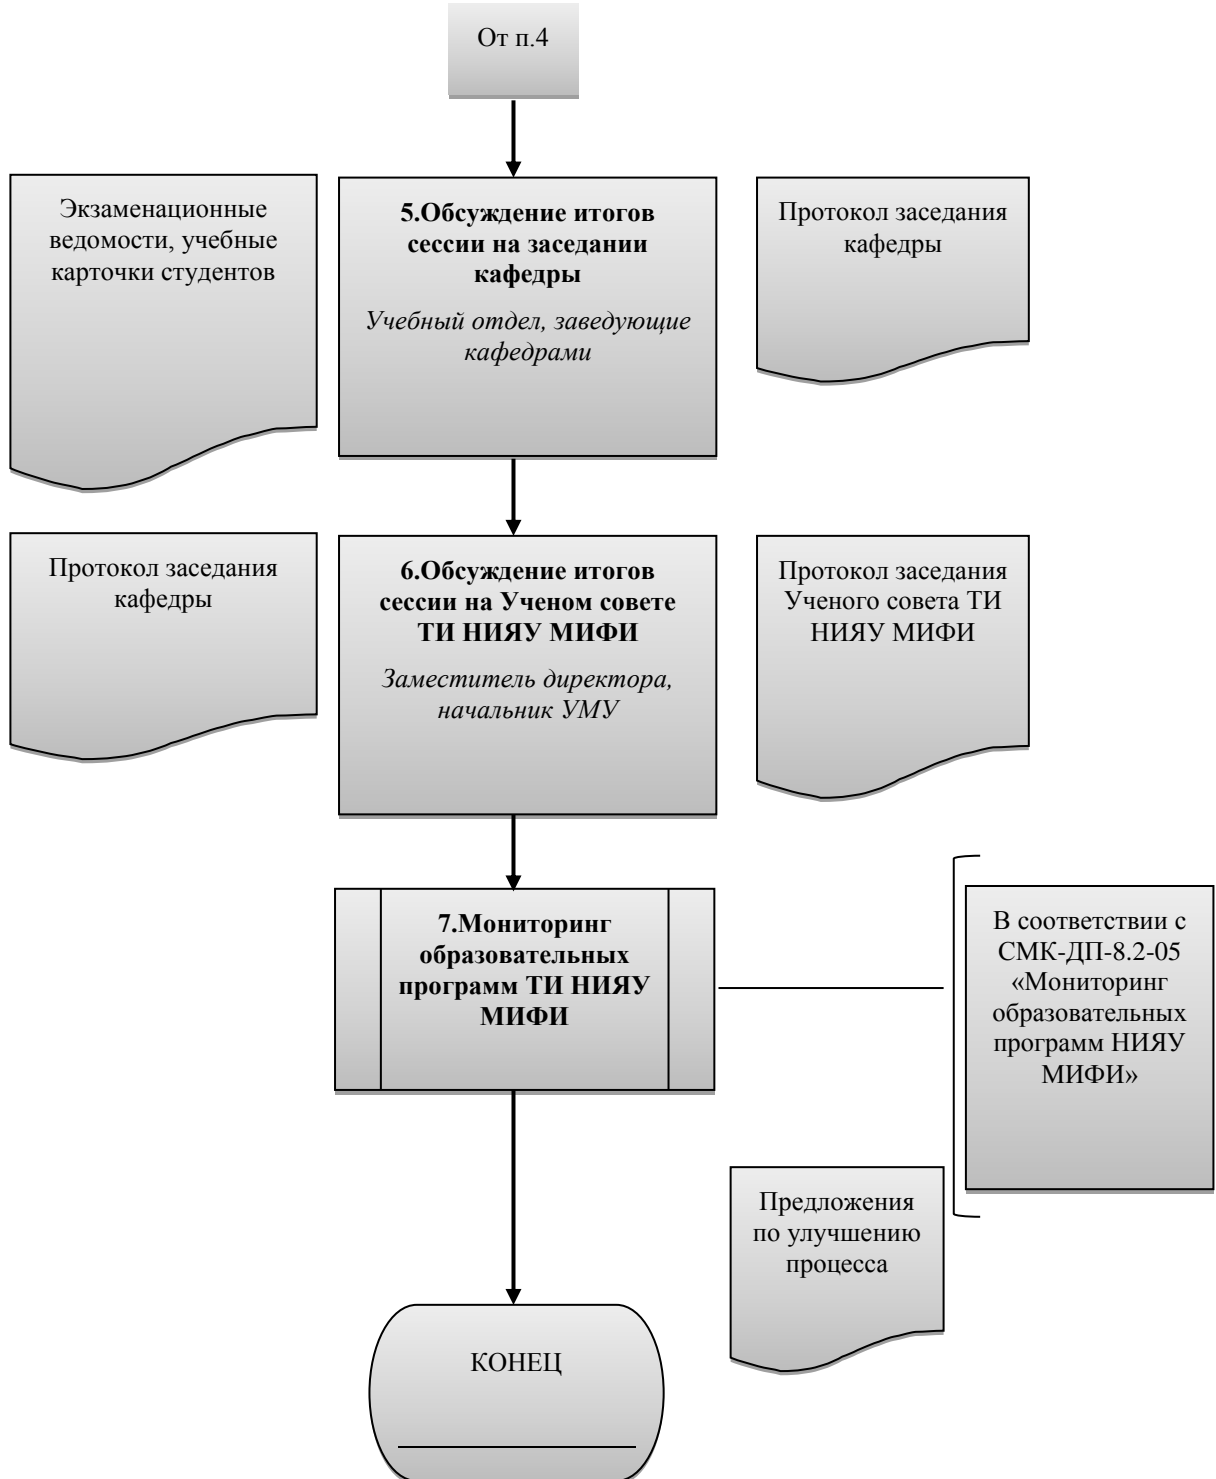 От п.4
Экзаменационные
ведомости, учебные
карточки студентов
5.Обсуждение итогов
сессии на заседании
кафедры
Учебный отдел, заведующие
кафедрами
Протокол заседания
кафедры
Протокол заседания
кафедры
6.Обсуждение итогов
сессии на Ученом совете
ТИ НИЯУ МИФИ
Заместитель директора,
начальник УМУ
Протокол заседания
Ученого совета ТИ
НИЯУ МИФИ
7.Мониторинг
образовательных
программ ТИ НИЯУ
МИФИ
В соответствии с
СМК-ДП-8.2-05
«Мониторинг
образовательных
программ НИЯУ
МИФИ»
Предложения
по улучшению
процесса
КОНЕЦ